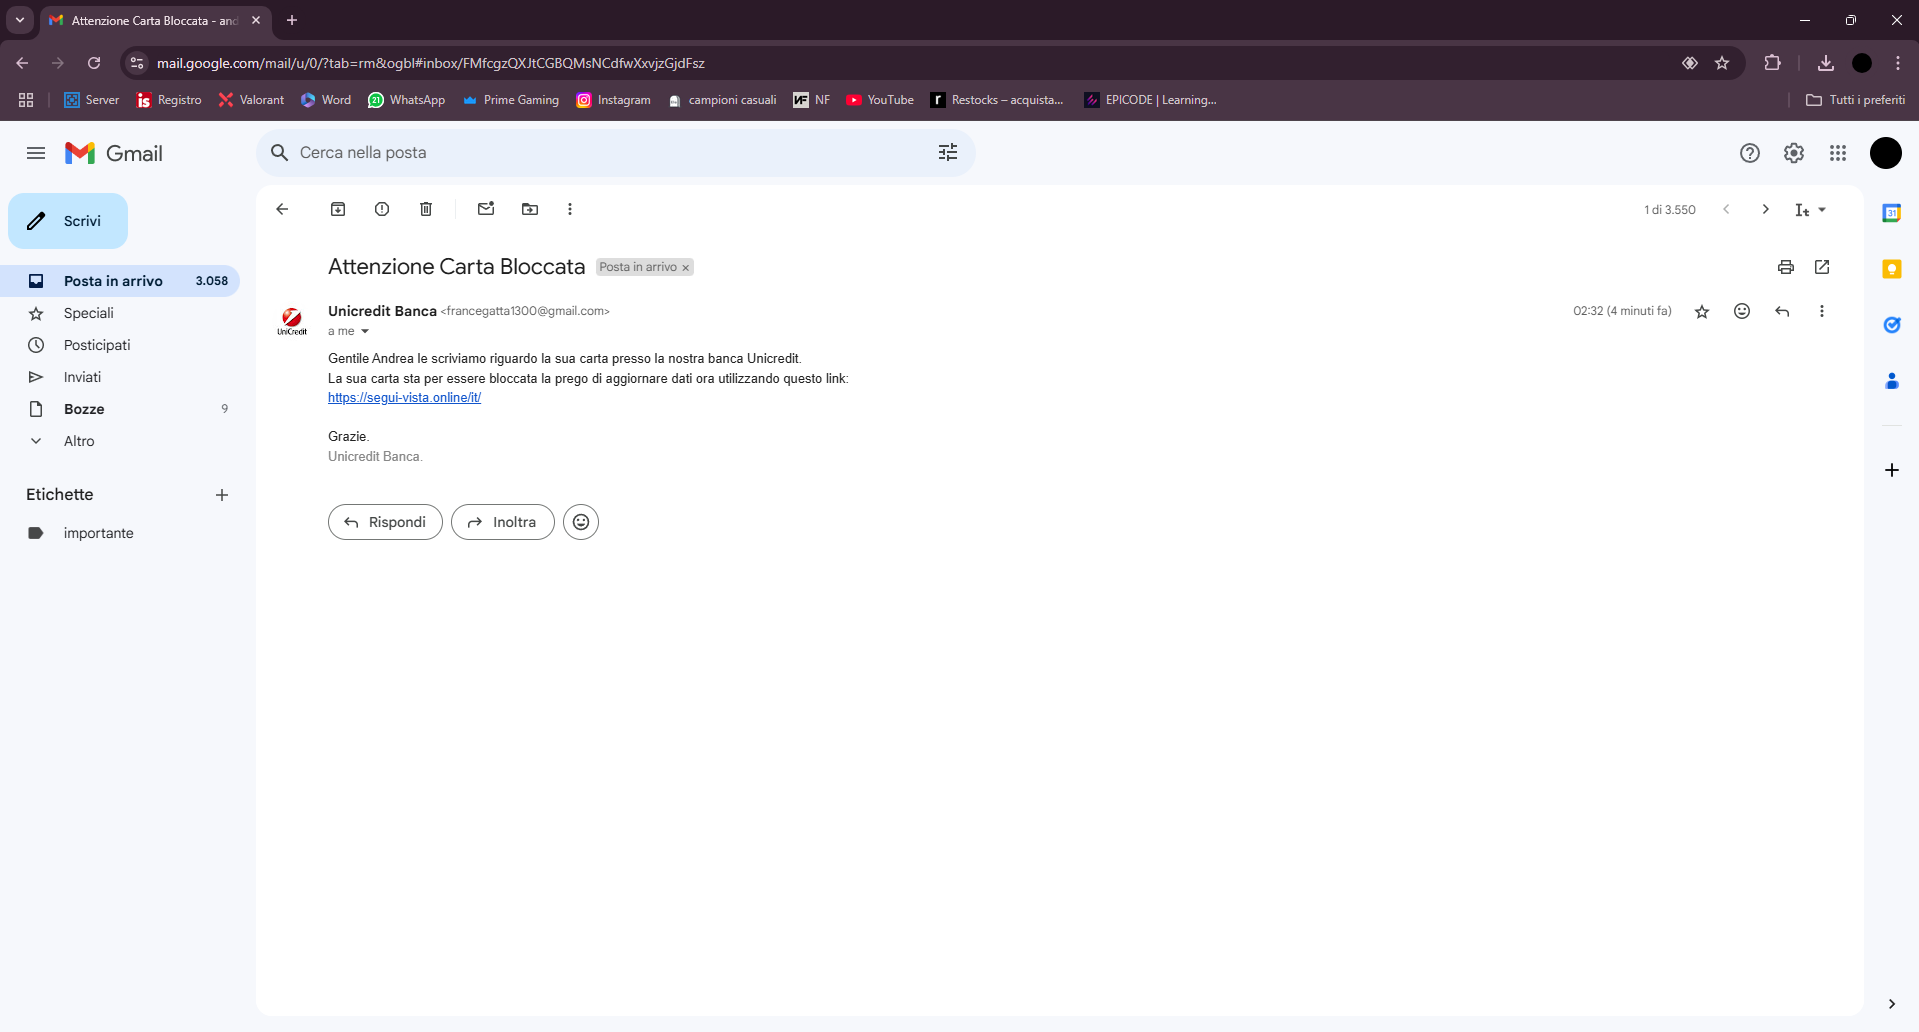 Attenzione Carta Bloccata - and
mail.google.com/mail/u/0/?tab=rm&ogbl#inbox/FMfcgzQXJtCGBQMsNCdfwXxvjzGjdFsz
Server Registro Valorant Word WhatsApp Prime Gaming Instagram campioni casuali NF YouTube Restocks – acquista... EPICODE | Learning... Tutti i preferiti
Gmail
Cerca nella posta
Scrivi
1 di 3.550
Posta in arrivo 3.058
Speciali
Posticipati
Inviati
Bozze 9
Altro
Etichette
importante
Attenzione Carta Bloccata Posta in arrivo x
UniCredit
Unicredit Banca <francegatta1300@gmail.com> 02:32 (4 minuti fa)
a me
Gentile Andrea le scriviamo riguardo la sua carta presso la nostra banca Unicredit.
La sua carta sta per essere bloccata la prego di aggiornare dati ora utilizzando questo link:
https://segui-vista.online/it/
Grazie.
Unicredit Banca.
Rispondi Inoltra
31